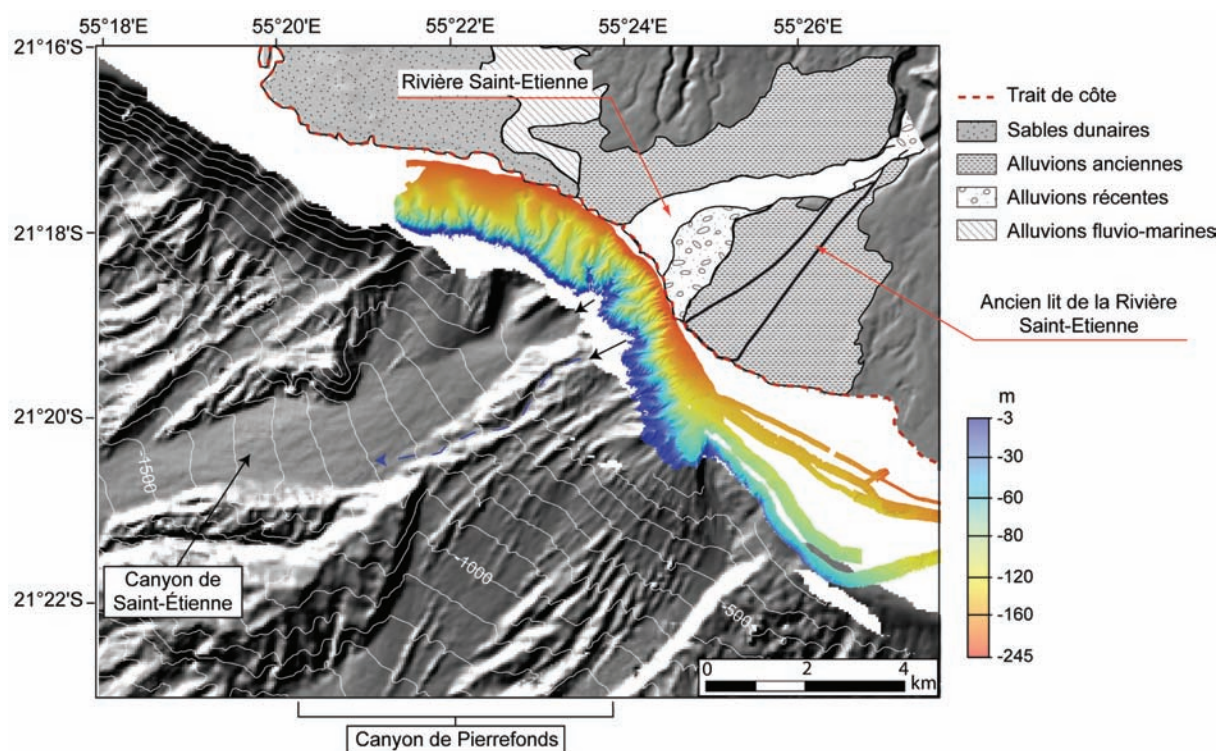 55°18'E 55°20'E 55°22'E 55°24'E 55°26'E
21°16'S
21°18'S
21°20'S
21°22'S
Rivière Saint-Etienne
Trait de côte
Sables dunaires
Alluvions anciennes
Alluvions récentes
Alluvions fluvio-marines
Ancien lit de la Rivière
Saint-Etienne
m
-3
-30
-60
-80
-120
-160
-245
-1500
-1000
-500
Canyon de
Saint-Étienne
0 2 4
km
Canyon de Pierrefonds